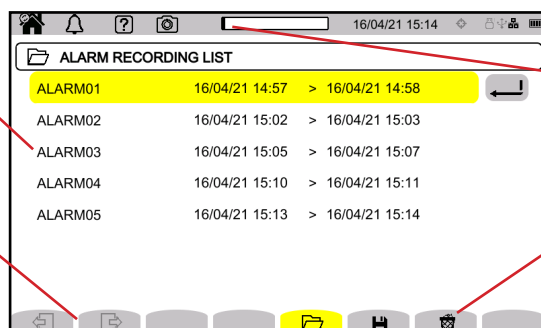 16/04/21 15:14
ALARM RECORDING LIST
ALARM01 16/04/21 14:57 > 16/04/21 14:58
ALARM02 16/04/21 15:02 > 16/04/21 15:03
ALARM03 16/04/21 15:05 > 16/04/21 15:07
ALARM04 16/04/21 15:10 > 16/04/21 15:11
ALARM05 16/04/21 15:13 > 16/04/21 15:14